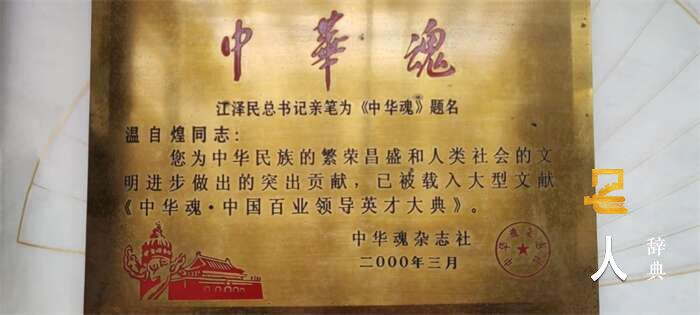 中華魂
江泽民总书记亲笔为《中华魂》题名
温自煌同志：
您为中华民族的繁荣昌盛和人类社会的文
明进步做出的突出贡献，已被载入大型文献
《中华魂·中国百业领导英才大典》。
中华魂杂志社
二000年三月
名人
辞典